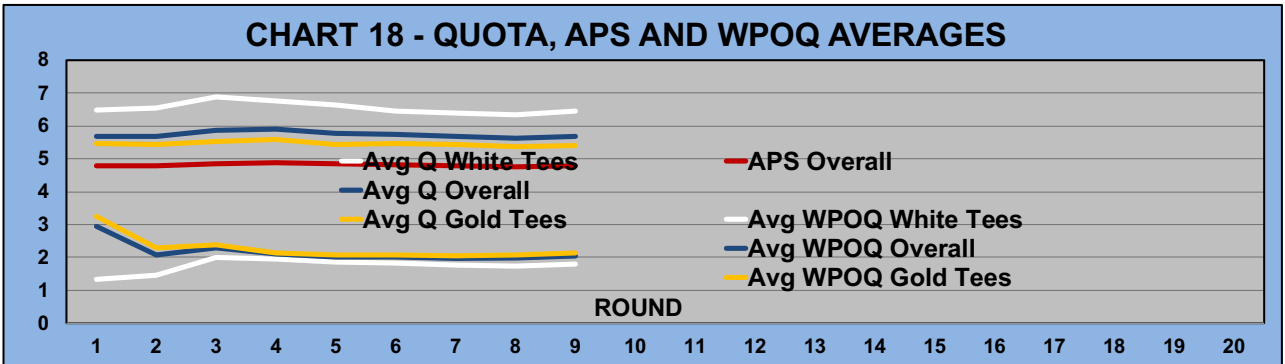 CHART 18 - QUOTA, APS AND WPOQ AVERAGES
8
7
6
5
4
3
2
1
0
Avg Q White Tees
APS Overall
Avg Q Overall
Avg Q Gold Tees
Avg WPOQ White Tees
Avg WPOQ Overall
Avg WPOQ Gold Tees
ROUND
1 2 3 4 5 6 7 8 9 10 11 12 13 14 15 16 17 18 19 20